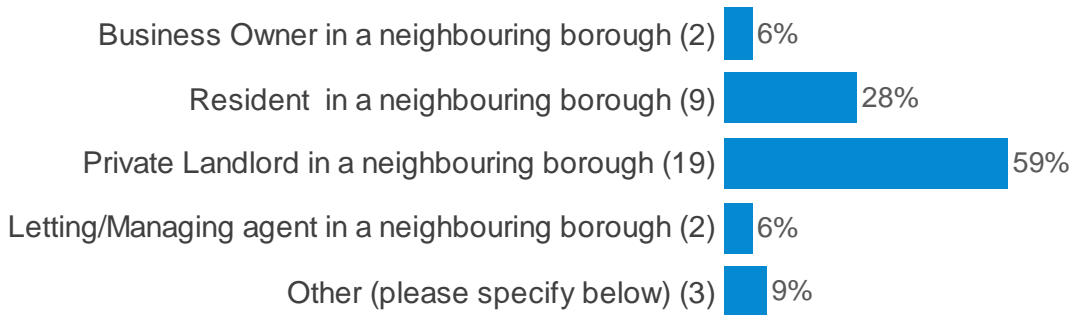 Business Owner in a neighbouring borough (2) 6%
Resident in a neighbouring borough (9) 28%
Private Landlord in a neighbouring borough (19) 59%
Letting/Managing agent in a neighbouring borough (2) 6%
Other (please specify below) (3) 9%